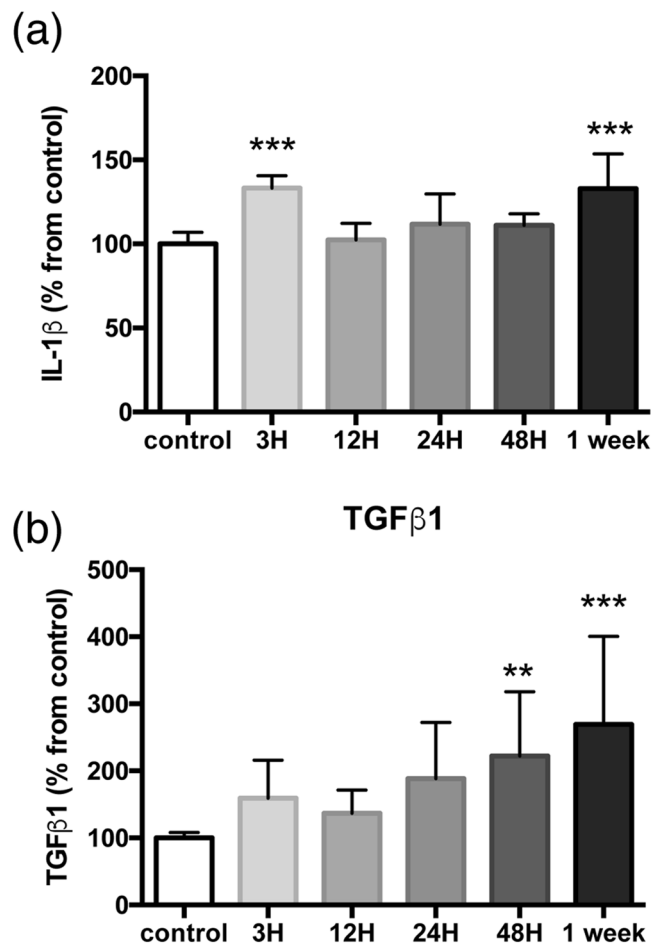 (a)
IL-1β (% from control)
200
150
100
50
0
***
***
control 3H 12H 24H 48H 1 week
(b)
TGFβ1
TGFβ1 (% from control)
500
400
300
200
100
0
**
***
control 3H 12H 24H 48H 1 week